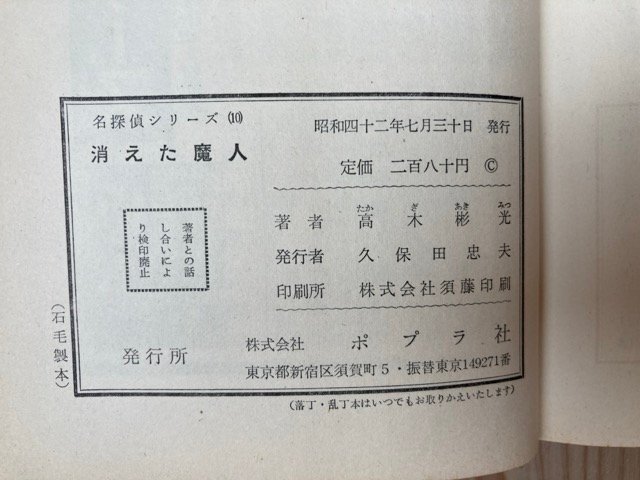 名探偵シリーズ ⑽
消えた魔人
著者との話
し合いによ
り検印廃止
発行所
昭和四十二年七月三十日 発行
定価 二百八十円 Ⓒ
たか ぎ あき みつ
著者 高木彬光
発行者 久保田忠夫
印刷所 株式会社須藤印刷
株式会社 ポプラ社
東京都新宿区須賀町5・振替東京149271番
(落丁・乱丁本はいつでもお取りかえいたします)
(石毛製本)